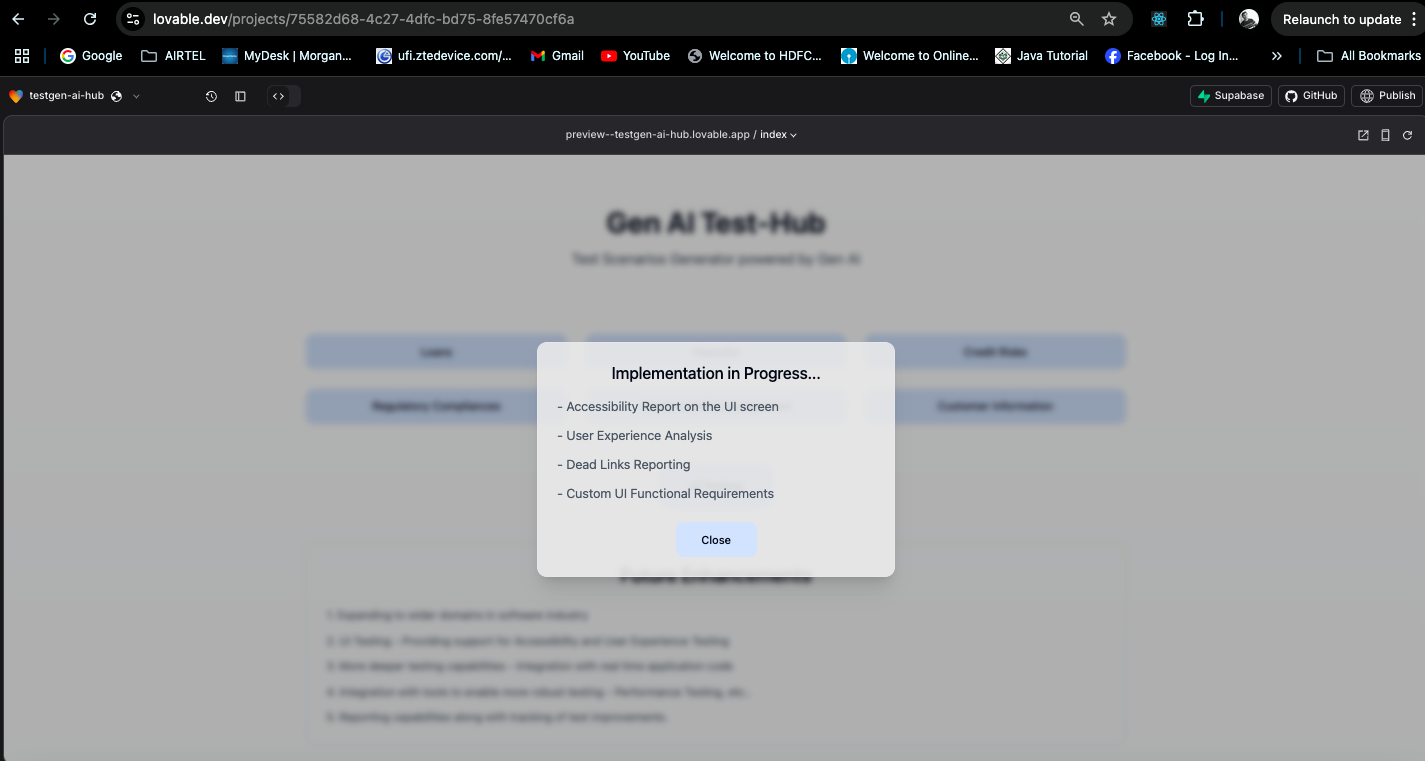 lovable.dev/projects/75582d68-4c27-4dfc-bd75-8fe57470cf6a Relaunch to update
Google AIRTEL MyDesk | Morgan... ufi.ztedevice.com/... Gmail YouTube Welcome to HDFC... Welcome to Online... Java Tutorial Facebook - Log In... » All Bookmarks
testgen-ai-hub Supabase GitHub Publish
preview--testgen-ai-hub.lovable.app / index
Gen AI Test-Hub
Test Scenarios Generator powered by Gen AI
Loans Credit Risks
Implementation in Progress...
Regulatory Compliances Customer Information
- Accessibility Report on the UI screen
- User Experience Analysis
- Dead Links Reporting
- Custom UI Functional Requirements
Close
Future Enhancements
1. Expanding to wider domains in software industry
2. UI Testing - Providing support for Accessibility and User Experience Testing
3. More deeper testing capabilities - Integration with real time application code
4. Integration with tools to enable more robust testing - Performance Testing, etc..
5. Reporting capabilities along with tracking of test improvements.